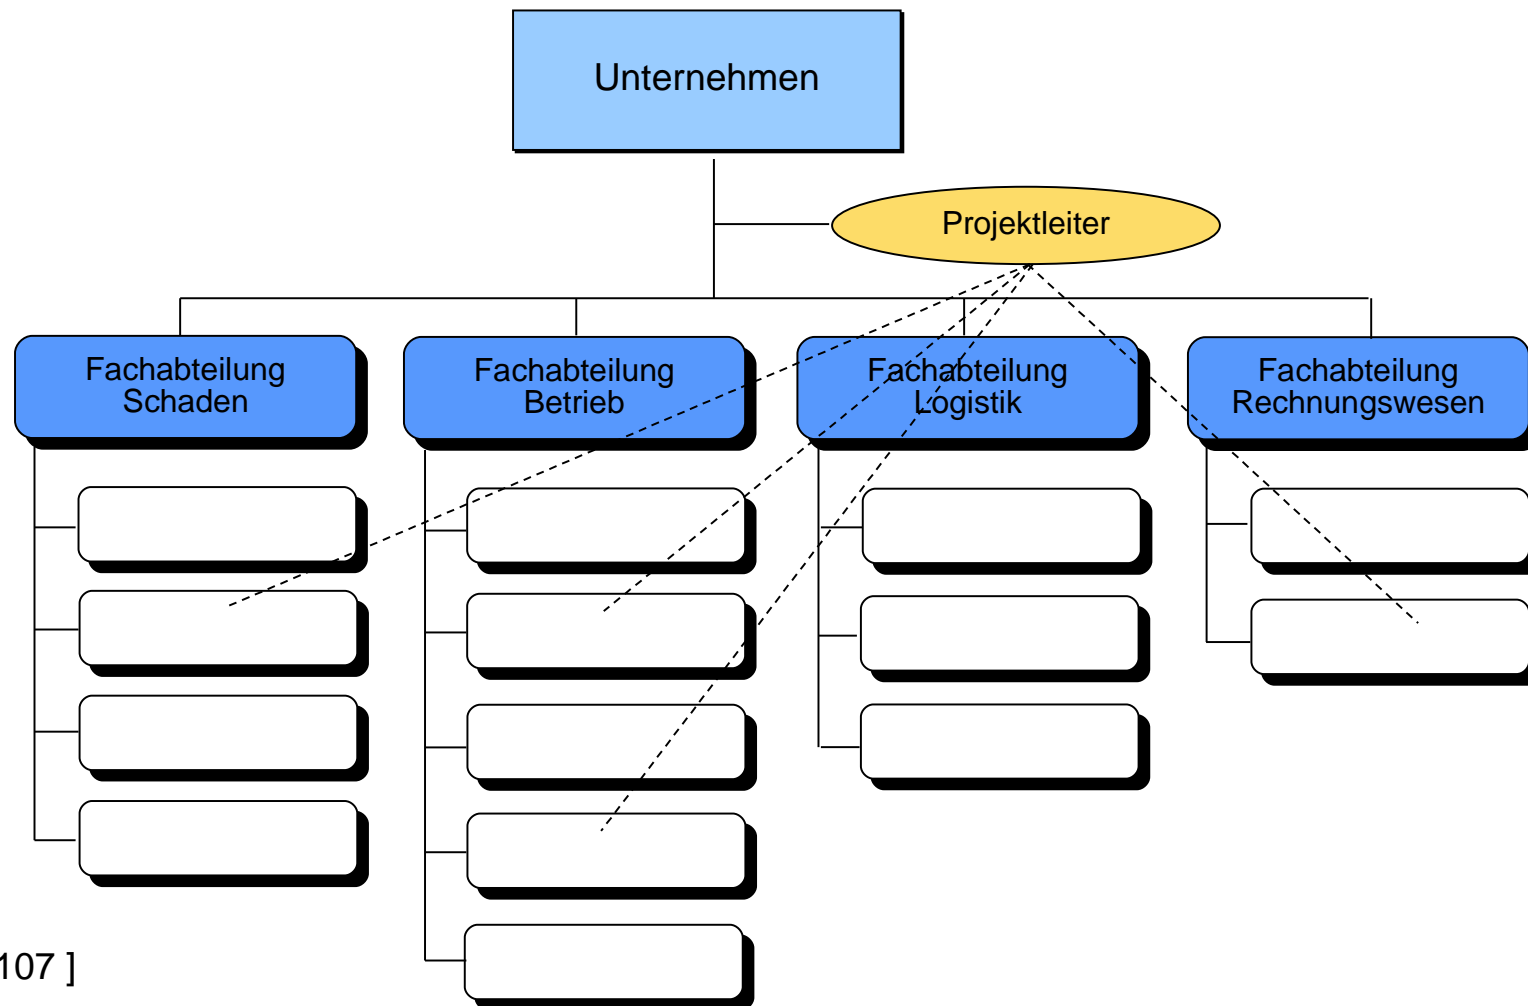 Unternehmen
Projektleiter
Fachabteilung
Schaden
Fachabteilung
Betrieb
Fachabteilung
Logistik
Fachabteilung
Rechnungswesen
107 ]